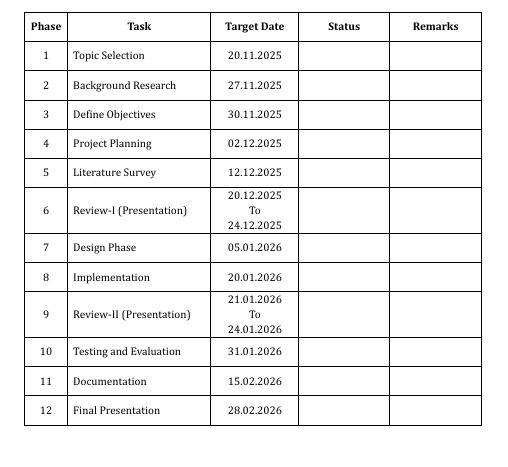 Phase Task Target Date Status Remarks
1 Topic Selection 20.11.2025
2 Background Research 27.11.2025
3 Define Objectives 30.11.2025
4 Project Planning 02.12.2025
5 Literature Survey 12.12.2025
6 Review-I (Presentation) 20.12.2025
To
24.12.2025
7 Design Phase 05.01.2026
8 Implementation 20.01.2026
9 Review-II (Presentation) 21.01.2026
To
24.01.2026
10 Testing and Evaluation 31.01.2026
11 Documentation 15.02.2026
12 Final Presentation 28.02.2026